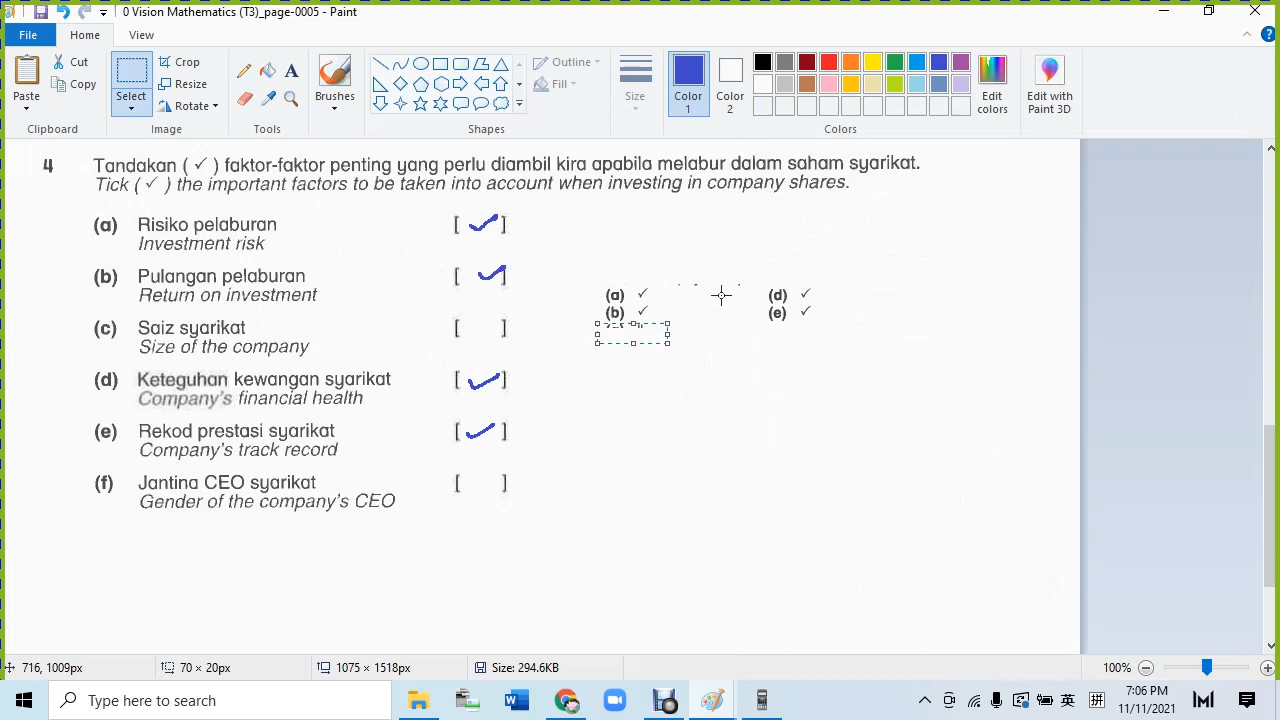 0 Vision Mathematics (T3)_page-0005 - Paint
File Home View
Paste Cut Copy
Select Crop Resize Rotate
Brushes
Outline Fill
Size
Color 1 Color 2
Edit colors
Edit with Paint 3D
Clipboard Image Tools Shapes Colors
4 Tandakan ( ✓ ) faktor-faktor penting yang perlu diambil kira apabila melabur dalam saham syarikat.
Tick ( ✓ ) the important factors to be taken into account when investing in company shares.
(a) Risiko pelaburan [ ✓ ]
Investment risk
(b) Pulangan pelaburan [ ✓ ]
Return on investment
(c) Saiz syarikat [ ]
Size of the company
(d) Keteguhan kewangan syarikat [ ✓ ]
Company's financial health
(e) Rekod prestasi syarikat [ ✓ ]
Company's track record
(f) Jantina CEO syarikat [ ]
Gender of the company's CEO
(a) ✓ (d) ✓
(b) ✓ (e) ✓
716, 1009px 70 × 20px 1075 × 1518px Size: 294.6KB 100%
Type here to search
英 拼 7:06 PM
11/11/2021